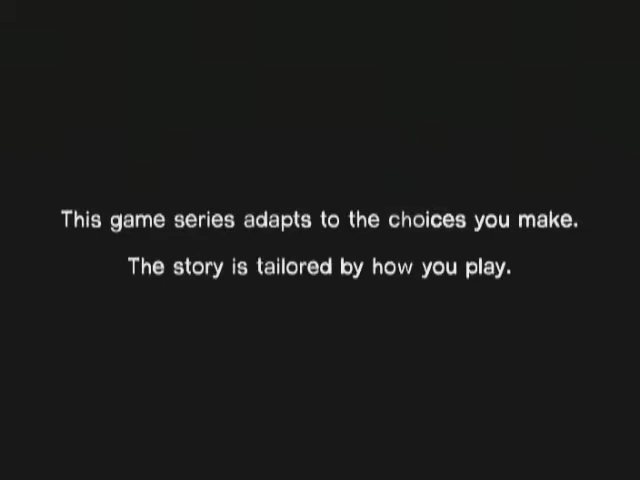 This game series adapts to the choices you make.
The story is tailored by how you play.